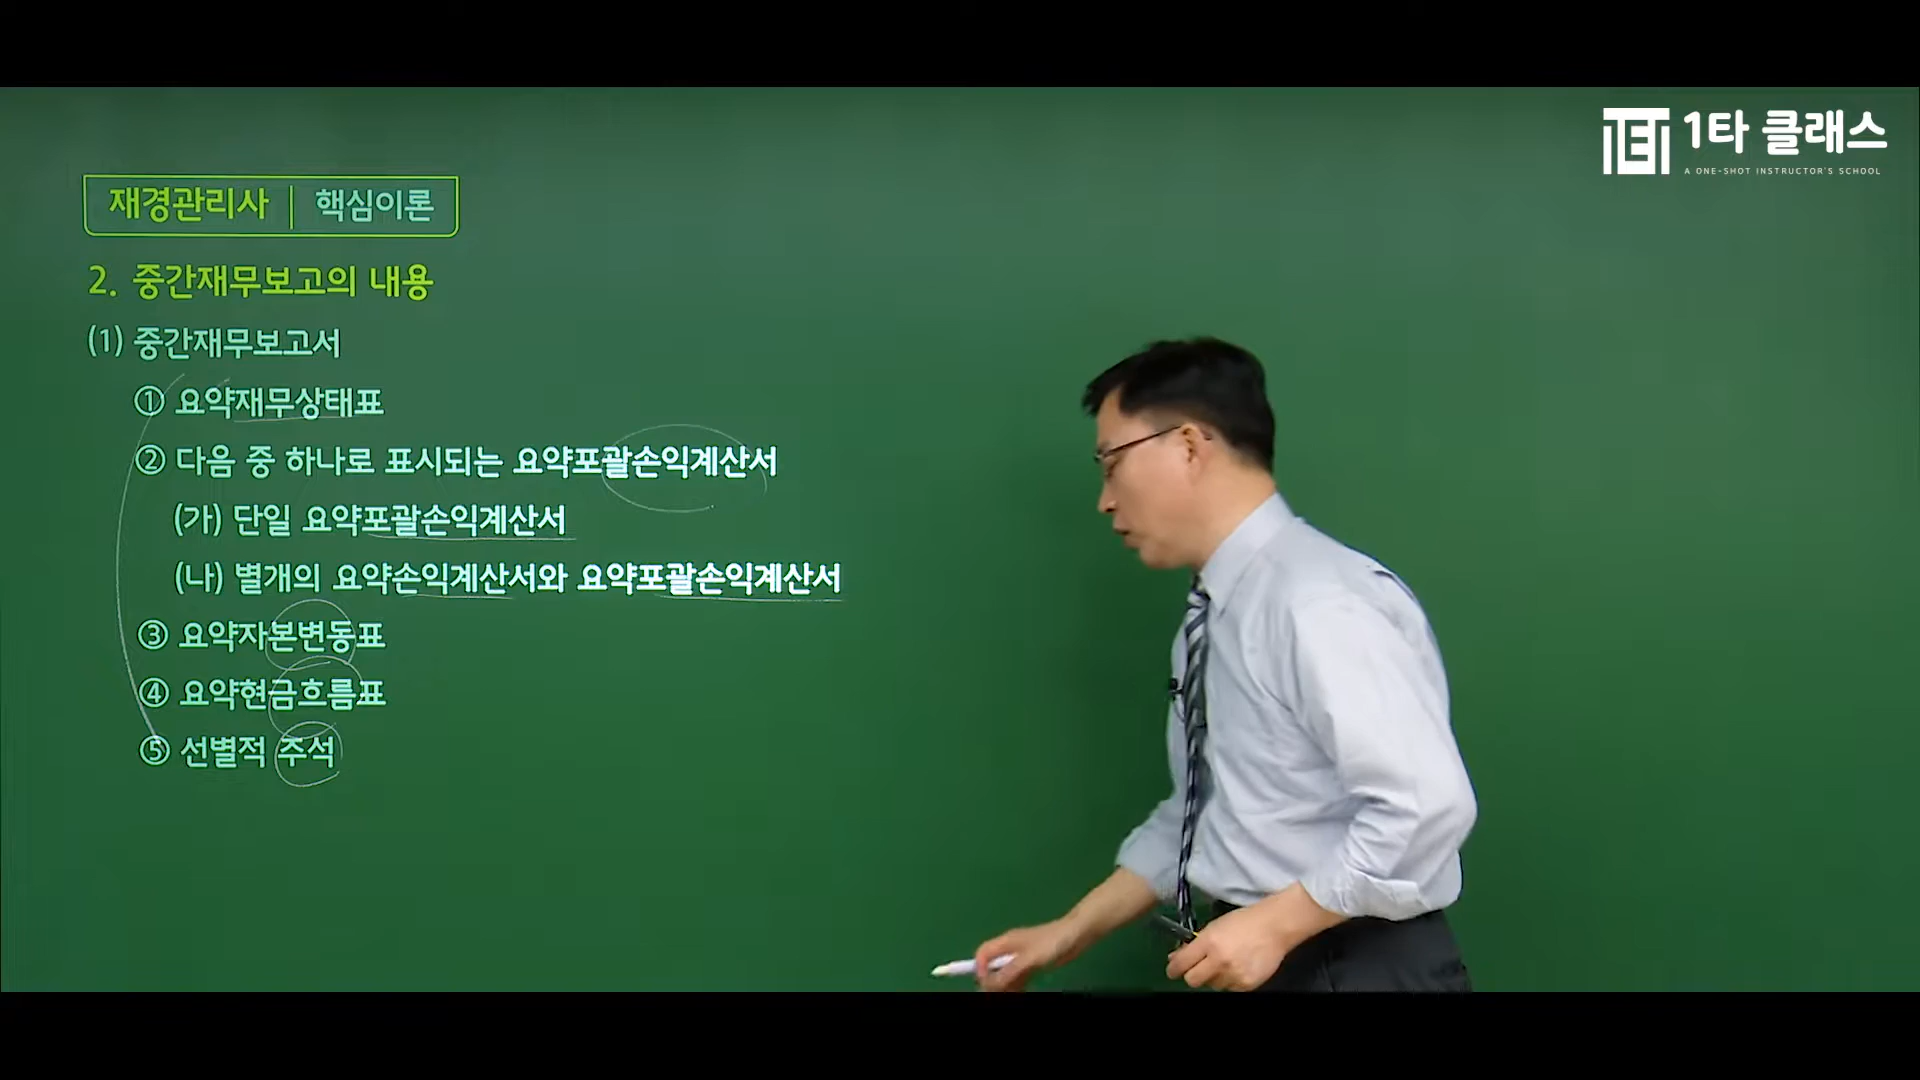 1타 클래스
A ONE-SHOT INSTRUCTOR'S SCHOOL
재경관리사 | 핵심이론
2. 중간재무보고의 내용
(1) 중간재무보고서
① 요약재무상태표
② 다음 중 하나로 표시되는 요약포괄손익계산서
(가) 단일 요약포괄손익계산서
(나) 별개의 요약손익계산서와 요약포괄손익계산서
③ 요약자본변동표
④ 요약현금흐름표
⑤ 선별적 주석